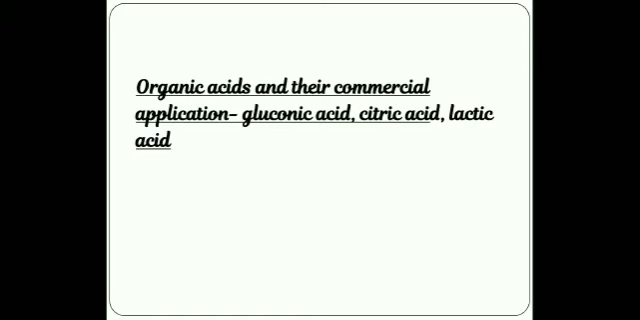 Organic acids and their commercial
application- gluconic acid, citric acid, lactic
acid